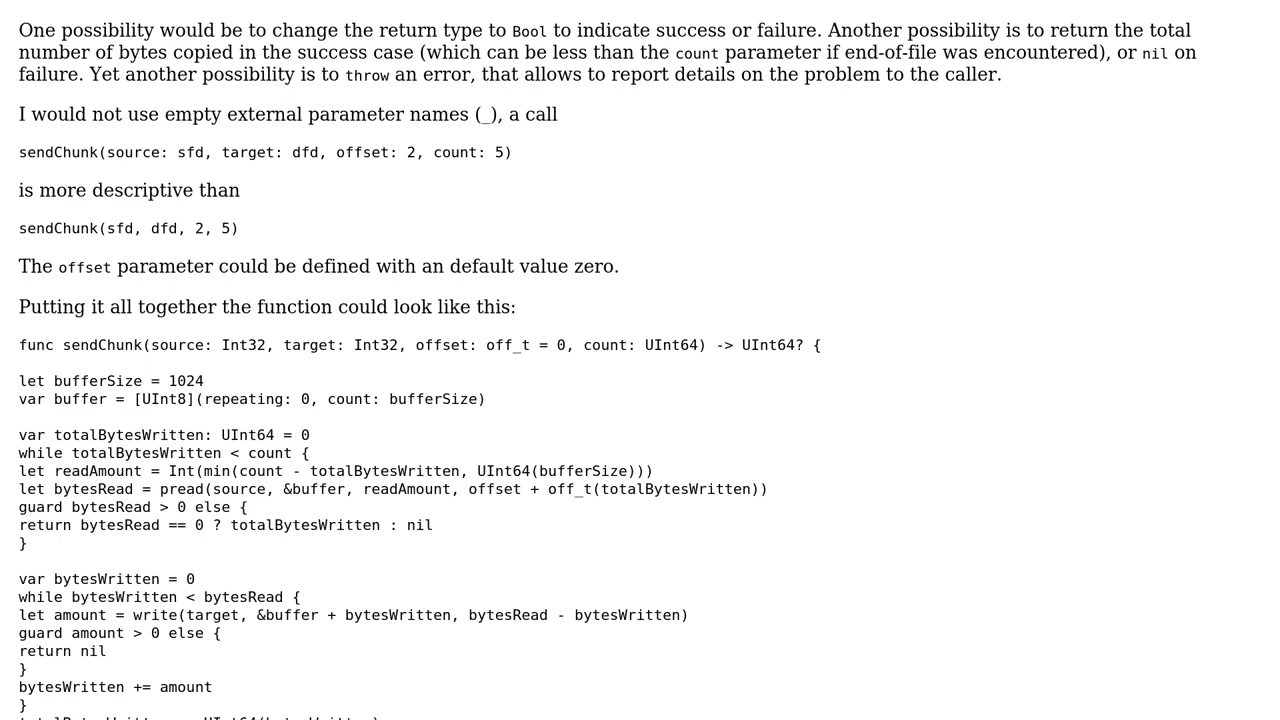 One possibility would be to change the return type to Bool to indicate success or failure. Another possibility is to return the total
number of bytes copied in the success case (which can be less than the count parameter if end-of-file was encountered), or nil on
failure. Yet another possibility is to throw an error, that allows to report details on the problem to the caller.
I would not use empty external parameter names (_), a call
sendChunk(source: sfd, target: dfd, offset: 2, count: 5)
is more descriptive than
sendChunk(sfd, dfd, 2, 5)
The offset parameter could be defined with an default value zero.
Putting it all together the function could look like this:
func sendChunk(source: Int32, target: Int32, offset: off_t = 0, count: UInt64) -> UInt64? {
let bufferSize = 1024
var buffer = [UInt8](repeating: 0, count: bufferSize)
var totalBytesWritten: UInt64 = 0
while totalBytesWritten < count {
let readAmount = Int(min(count - totalBytesWritten, UInt64(bufferSize)))
let bytesRead = pread(source, &buffer, readAmount, offset + off_t(totalBytesWritten))
guard bytesRead > 0 else {
return bytesRead == 0 ? totalBytesWritten : nil
}
var bytesWritten = 0
while bytesWritten < bytesRead {
let amount = write(target, &buffer + bytesWritten, bytesRead - bytesWritten)
guard amount > 0 else {
return nil
}
bytesWritten += amount
}